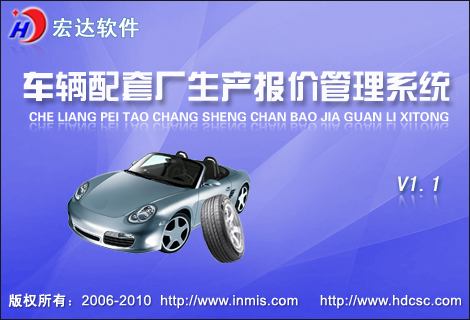 HD 宏达软件
车辆配套厂生产报价管理系统
CHE LIANG PEI TAO CHANG SHENG CHAN BAO JIA GUAN LI XITONG
V1.1
版权所有：2006-2010 http://www.inmis.com http://www.hdcsc.com